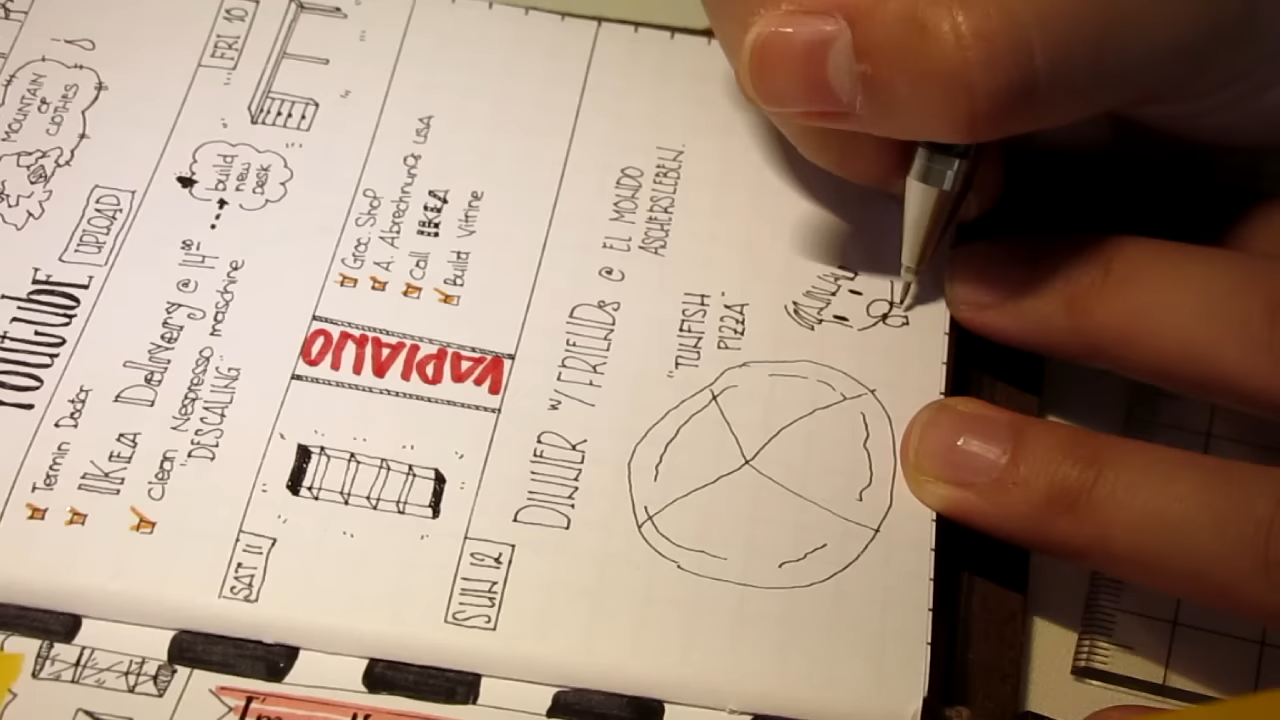 YouTubE
UPLOAD
MOUNTAIN
OF
CLOTHES
FRI 10
Termin Doctor
IKEA Delivery @ 14⁰⁰
build
new
DESK
Clean Nespresso maschine
"DESCALING"
SAT 11
VAPIANO
Groc. Shop
A. Abrechnung USA
Call IKEA
Build Vitrine
SUN 12
DINNER w/ FRIENDs @ EL MONDO
ASCHERSLEBEN.
"TUNFISH
PIZZA"